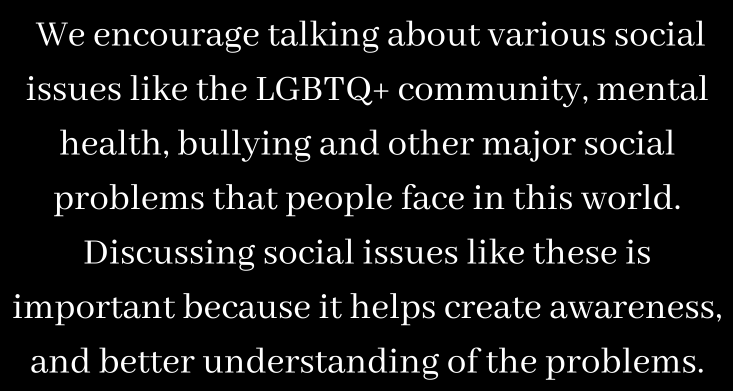 We encourage talking about various social
issues like the LGBTQ+ community, mental
health, bullying and other major social
problems that people face in this world.
Discussing social issues like these is
important because it helps create awareness,
and better understanding of the problems.